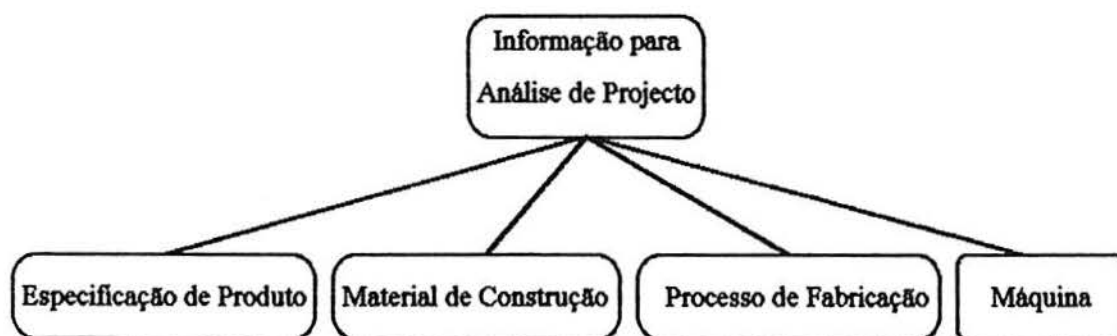 Informação para
Análise de Projecto
Especificação de Produto
Material de Construção
Processo de Fabricação
Máquina